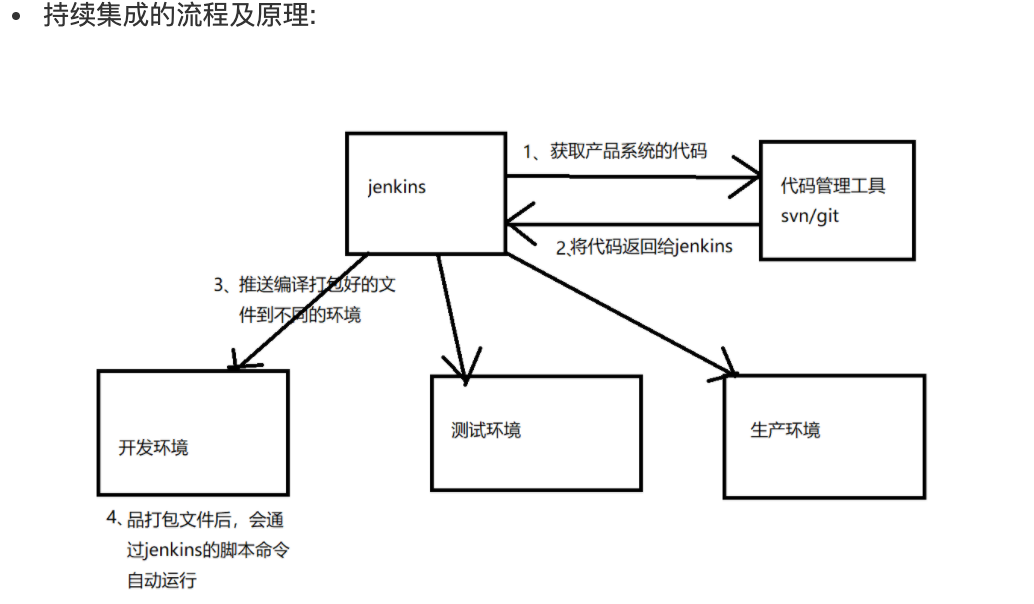 持续集成的流程及原理:
jenkins
1、获取产品系统的代码
代码管理工具
svn/git
2、将代码返回给jenkins
3、推送编译打包好的文
件到不同的环境
开发环境
测试环境
生产环境
4、品打包文件后，会通
过jenkins的脚本命令
自动运行